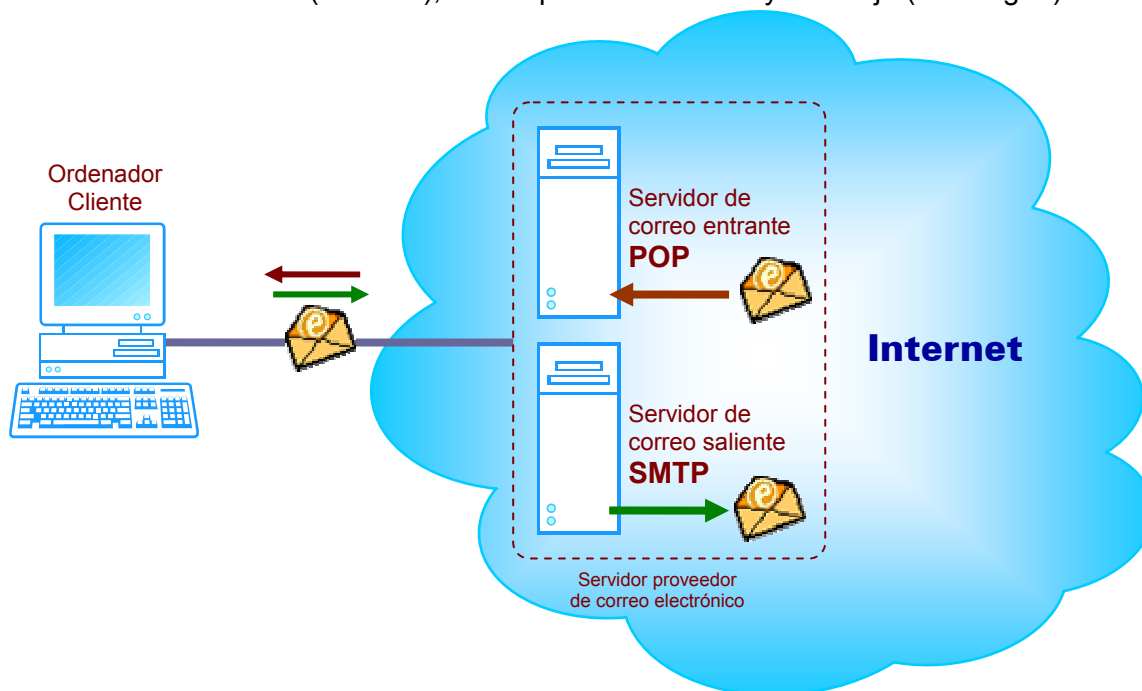 Ordenador
Cliente
Servidor de
correo entrante
POP
Internet
Servidor de
correo saliente
SMTP
Servidor proveedor
de correo electrónico